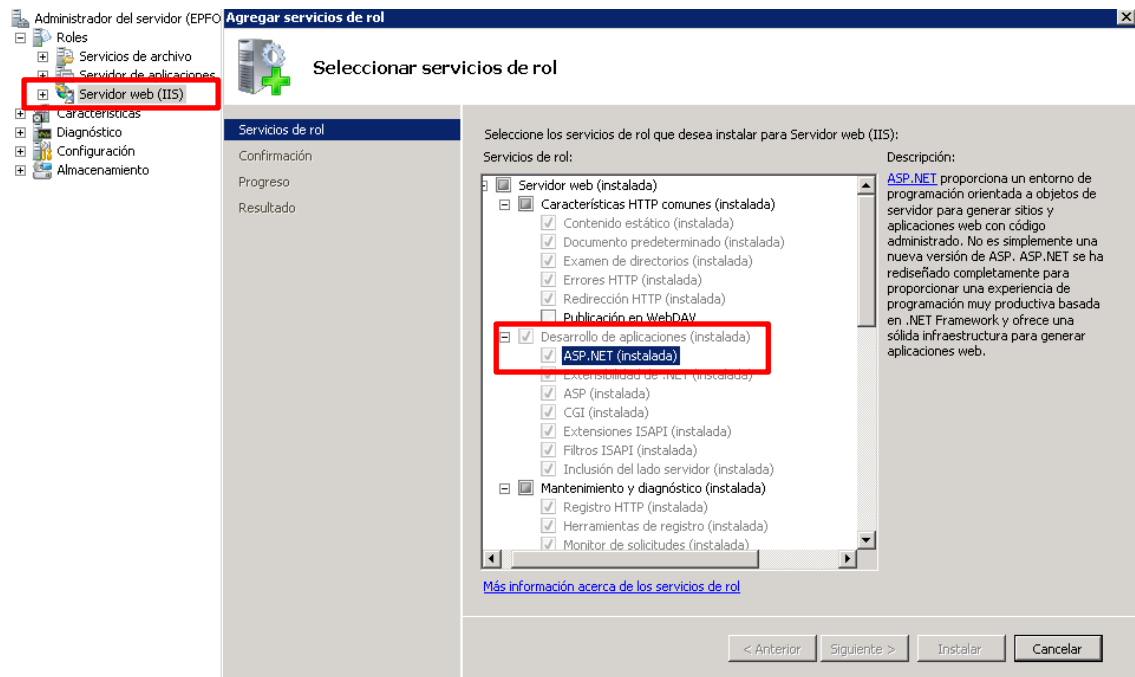 Administrador del servidor (EPFO
Roles
Servicios de archivo
Servidor de aplicaciones
Servidor web (IIS)
Características
Diagnóstico
Configuración
Almacenamiento
Agregar servicios de rol
Seleccionar servicios de rol
Servicios de rol
Confirmación
Progreso
Resultado
Seleccione los servicios de rol que desea instalar para Servidor web (IIS):
Servicios de rol:
Servidor web (instalada)
Características HTTP comunes (instalada)
Contenido estático (instalada)
Documento predeterminado (instalada)
Examen de directorios (instalada)
Errores HTTP (instalada)
Redirección HTTP (instalada)
Publicación en WebDAV
Desarrollo de aplicaciones (instalada)
ASP.NET (instalada)
Extensibilidad de .NET (instalada)
ASP (instalada)
CGI (instalada)
Extensiones ISAPI (instalada)
Filtros ISAPI (instalada)
Inclusión del lado servidor (instalada)
Mantenimiento y diagnóstico (instalada)
Registro HTTP (instalada)
Herramientas de registro (instalada)
Monitor de solicitudes (instalada)
Descripción:
ASP.NET proporciona un entorno de
programación orientada a objetos de
servidor para generar sitios y
aplicaciones web con código
administrado. No es simplemente una
nueva versión de ASP. ASP.NET se ha
rediseñado completamente para
proporcionar una experiencia de
programación muy productiva basada
en .NET Framework y ofrece una
sólida infraestructura para generar
aplicaciones web.
Más información acerca de los servicios de rol
< Anterior
Siguiente >
Instalar
Cancelar